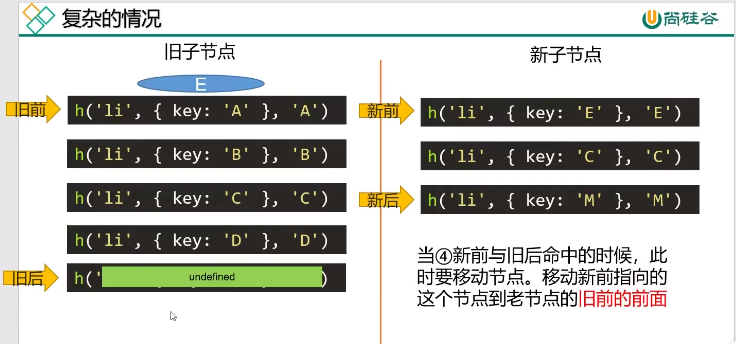 复杂的情况
尚硅谷
旧子节点
新子节点
E
旧前
h('li', { key: 'A' }, 'A')
h('li', { key: 'B' }, 'B')
h('li', { key: 'C' }, 'C')
h('li', { key: 'D' }, 'D')
旧后
h('
undefined
)
新前
h('li', { key: 'E' }, 'E')
h('li', { key: 'C' }, 'C')
新后
h('li', { key: 'M' }, 'M')
当④新前与旧后命中的时候，此
时要移动节点。移动新前指向的
这个节点到老节点的旧前的前面